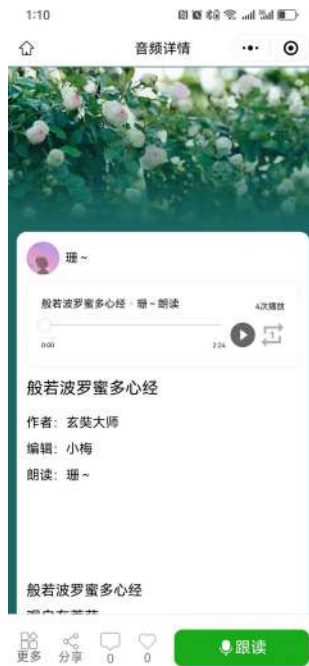 1:10
音频详情
珊~
般若波罗蜜多心经 · 珊~朗读
4次播放
0:00
2:24
1
般若波罗蜜多心经
作者：玄奘大师
编辑：小梅
朗读：珊~
般若波罗蜜多心经
更多
分享
0
0
跟读